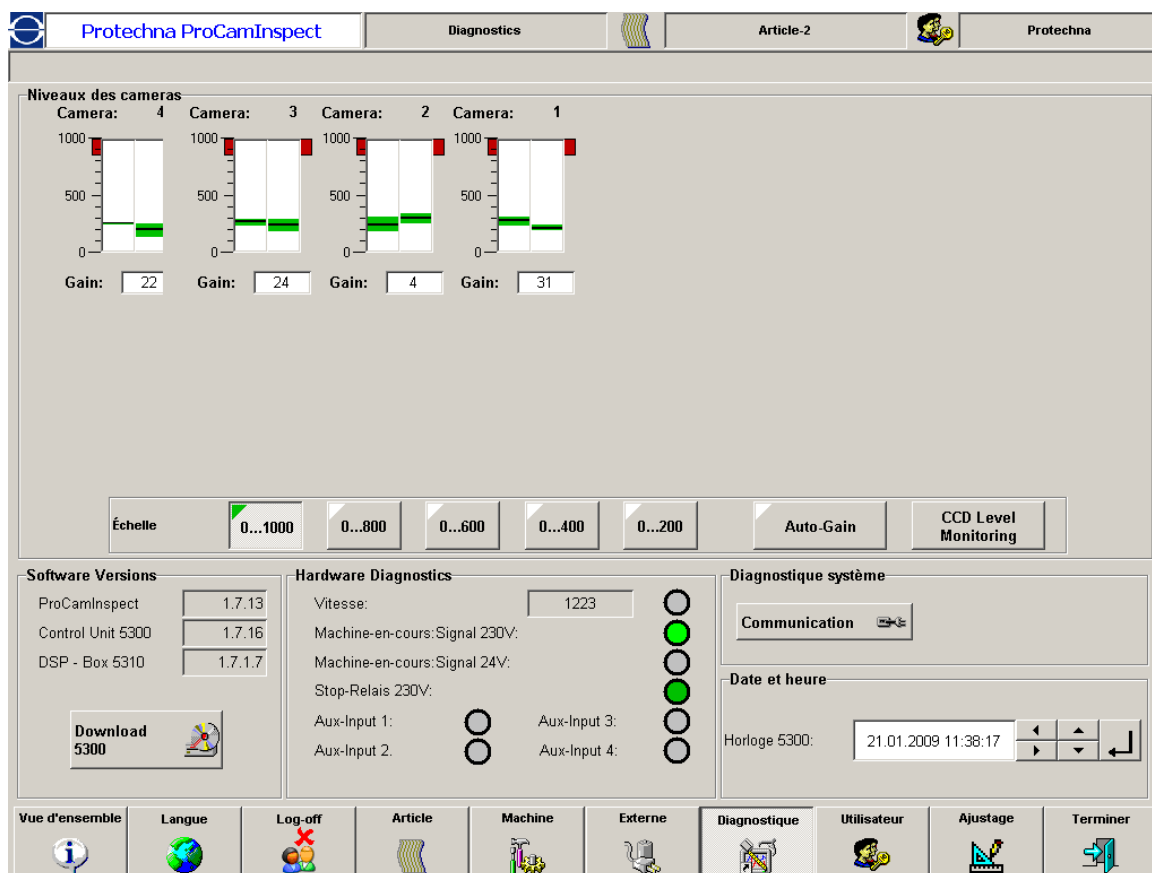 Protechna ProCamInspect Diagnostics Article-2 Protechna
Niveaux des cameras
Camera: 4 Camera: 3 Camera: 2 Camera: 1
1000 1000 1000 1000
500 500 500 500
0 0 0 0
Gain: 22 Gain: 24 Gain: 4 Gain: 31
Échelle 0...1000 0...800 0...600 0...400 0...200 Auto-Gain CCD Level Monitoring
Software Versions
ProCamInspect 1.7.13
Control Unit 5300 1.7.16
DSP - Box 5310 1.7.1.7
Download
5300
Hardware Diagnostics
Vitesse: 1223
Machine-en-cours:Signal 230V:
Machine-en-cours:Signal 24V:
Stop-Relais 230V:
Aux-Input 1: Aux-Input 3:
Aux-Input 2. Aux-Input 4:
Diagnostique système
Communication
Date et heure
Horloge 5300: 21.01.2009 11:38:17
Vue d'ensemble Langue Log-off Article Machine Externe Diagnostique Utilisateur Ajustage Terminer